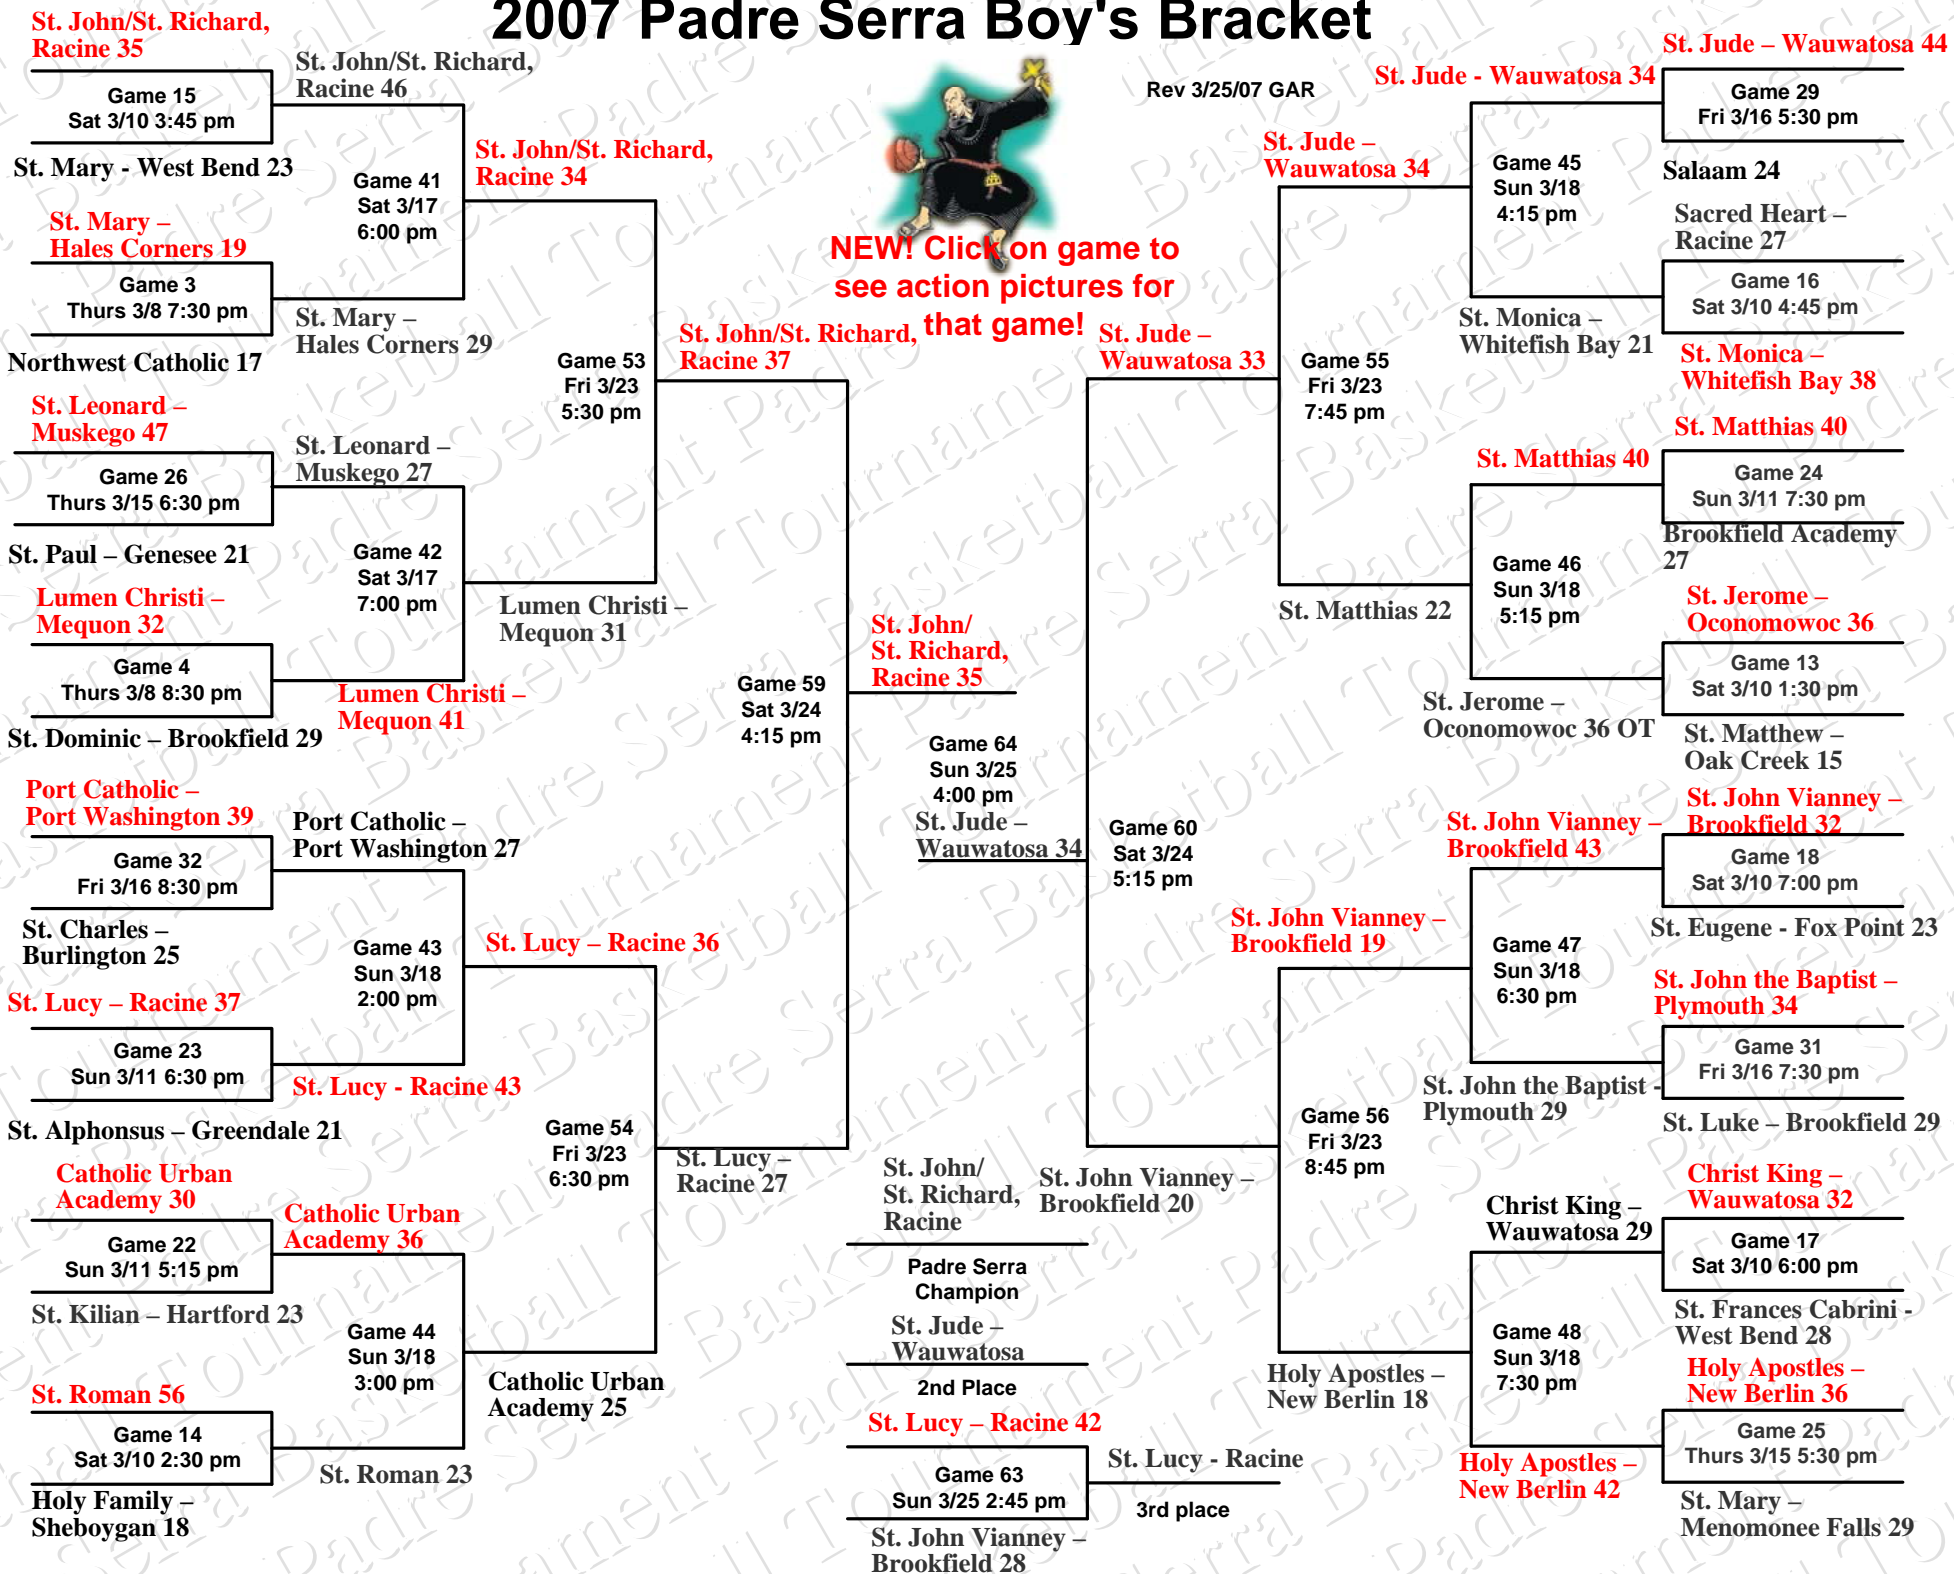 2007 Padre Serra Boy's Bracket
Rev 3/25/07 GAR
NEW! Click on game to
see action pictures for
that game!
St. John/St. Richard,
Racine 35
Game 15
Sat 3/10 3:45 pm
St. Mary - West Bend 23
St. Mary –
Hales Corners 19
Game 3
Thurs 3/8 7:30 pm
Northwest Catholic 17
St. Leonard –
Muskego 47
Game 26
Thurs 3/15 6:30 pm
St. Paul – Genesee 21
Lumen Christi –
Mequon 32
Game 4
Thurs 3/8 8:30 pm
St. Dominic – Brookfield 29
Port Catholic –
Port Washington 39
Game 32
Fri 3/16 8:30 pm
St. Charles –
Burlington 25
St. Lucy – Racine 37
Game 23
Sun 3/11 6:30 pm
St. Alphonsus – Greendale 21
Catholic Urban
Academy 30
Game 22
Sun 3/11 5:15 pm
St. Kilian – Hartford 23
St. Roman 56
Game 14
Sat 3/10 2:30 pm
Holy Family –
Sheboygan 18
St. John/St. Richard,
Racine 46
Game 41
Sat 3/17
6:00 pm
St. Mary –
Hales Corners 29
St. Leonard –
Muskego 27
Game 42
Sat 3/17
7:00 pm
Lumen Christi –
Mequon 41
Port Catholic –
Port Washington 27
Game 43
Sun 3/18
2:00 pm
St. Lucy - Racine 43
Catholic Urban
Academy 36
Game 44
Sun 3/18
3:00 pm
St. Roman 23
St. John/St. Richard,
Racine 34
Game 53
Fri 3/23
5:30 pm
Lumen Christi –
Mequon 31
St. Lucy – Racine 36
Game 54
Fri 3/23
6:30 pm
Catholic Urban
Academy 25
St. John/St. Richard,
Racine 37
Game 59
Sat 3/24
4:15 pm
St. Lucy –
Racine 27
St. John/
St. Richard,
Racine 35
Game 64
Sun 3/25
4:00 pm
St. Jude –
Wauwatosa 34
St. John/
St. Richard,
Racine
Padre Serra
Champion
St. Jude –
Wauwatosa
2nd Place
St. Lucy – Racine 42
Game 63
Sun 3/25 2:45 pm
St. John Vianney –
Brookfield 28
St. Lucy - Racine
3rd place
St. Jude –
Wauwatosa 33
Game 60
Sat 3/24
5:15 pm
St. John Vianney –
Brookfield 20
St. Jude –
Wauwatosa 34
Game 55
Fri 3/23
7:45 pm
St. Matthias 22
St. John Vianney –
Brookfield 19
Game 56
Fri 3/23
8:45 pm
Holy Apostles –
New Berlin 18
St. Jude - Wauwatosa 34
Game 45
Sun 3/18
4:15 pm
St. Monica –
Whitefish Bay 21
St. Matthias 40
Game 46
Sun 3/18
5:15 pm
St. Jerome –
Oconomowoc 36 OT
St. John Vianney –
Brookfield 43
Game 47
Sun 3/18
6:30 pm
St. John the Baptist -
Plymouth 29
Christ King –
Wauwatosa 29
Game 48
Sun 3/18
7:30 pm
Holy Apostles –
New Berlin 42
St. Jude – Wauwatosa 44
Game 29
Fri 3/16 5:30 pm
Salaam 24
Sacred Heart –
Racine 27
Game 16
Sat 3/10 4:45 pm
St. Monica –
Whitefish Bay 38
St. Matthias 40
Game 24
Sun 3/11 7:30 pm
Brookfield Academy
27
St. Jerome –
Oconomowoc 36
Game 13
Sat 3/10 1:30 pm
St. Matthew –
Oak Creek 15
St. John Vianney –
Brookfield 32
Game 18
Sat 3/10 7:00 pm
St. Eugene - Fox Point 23
St. John the Baptist –
Plymouth 34
Game 31
Fri 3/16 7:30 pm
St. Luke – Brookfield 29
Christ King –
Wauwatosa 32
Game 17
Sat 3/10 6:00 pm
St. Frances Cabrini -
West Bend 28
Holy Apostles –
New Berlin 36
Game 25
Thurs 3/15 5:30 pm
St. Mary –
Menomonee Falls 29
Padre Serra Basketball Tournament